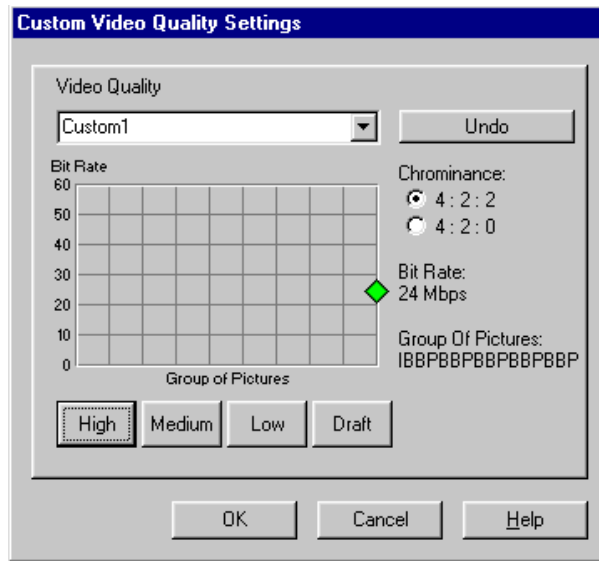 Custom Video Quality Settings
Video Quality
Custom1
Undo
Bit Rate
60
50
40
30
20
10
0
Group of Pictures
Chrominance:
4 : 2 : 2
4 : 2 : 0
Bit Rate:
24 Mbps
Group Of Pictures:
IBBPBBPBBPBBPBBP
High
Medium
Low
Draft
OK
Cancel
Help